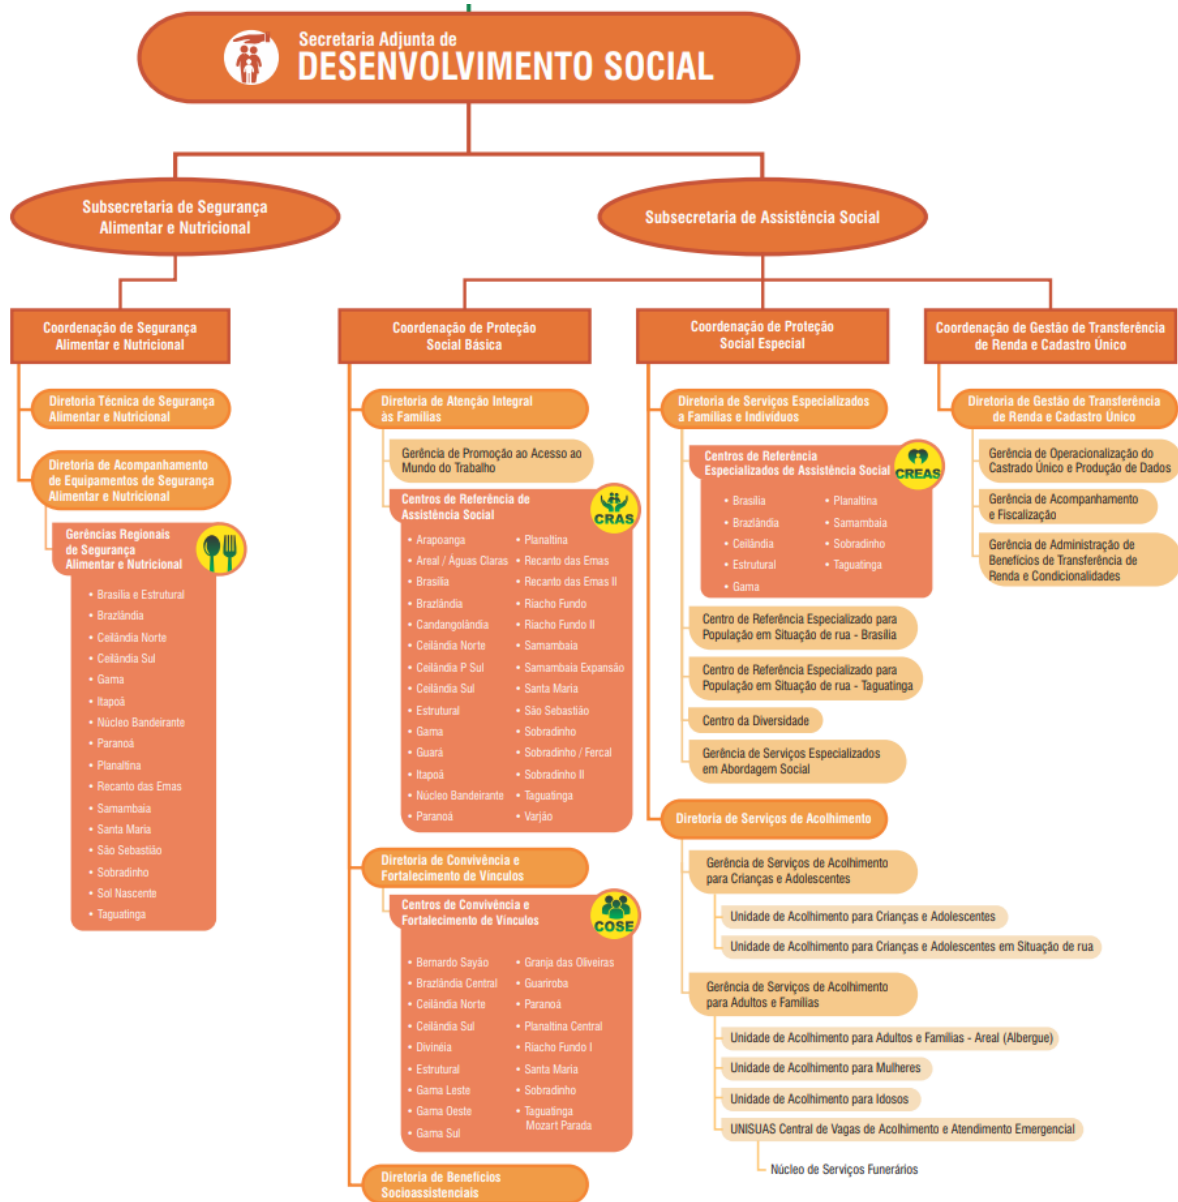 Secretaria Adjunta de
DESENVOLVIMENTO SOCIAL
Subsecretaria de Segurança
Alimentar e Nutricional
Subsecretaria de Assistência Social
Coordenação de Segurança
Alimentar e Nutricional
Diretoria Técnica de Segurança
Alimentar e Nutricional
Diretoria de Acompanhamento
de Equipamentos de Segurança
Alimentar e Nutricional
Gerências Regionais
de Segurança
Alimentar e Nutricional
• Brasilia e Estrutural
• Brazlândia
• Ceilândia Norte
• Ceilândia Sul
• Gama
• Itapoã
• Núcleo Bandeirante
• Paranoá
• Planaltina
• Recanto das Emas
• Samambaia
• Santa Maria
• São Sebastião
• Sobradinho
• Sol Nascente
• Taguatinga
Coordenação de Proteção
Social Básica
Diretoria de Atenção Integral
às Famílias
Gerência de Promoção ao Acesso ao
Mundo do Trabalho
Centros de Referência de
Assistência Social
CRAS
• Arapoanga
• Areal / Águas Claras
• Brasilia
• Brazlândia
• Candangolândia
• Ceilândia Norte
• Ceilândia P Sul
• Ceilândia Sul
• Estrutural
• Gama
• Guará
• Itapoã
• Núcleo Bandeirante
• Paranoá
• Planaltina
• Recanto das Emas
• Recanto das Emas II
• Riacho Fundo
• Riacho Fundo II
• Samambaia
• Samambaia Expansão
• Santa Maria
• São Sebastião
• Sobradinho
• Sobradinho / Fercal
• Sobradinho II
• Taguatinga
• Varjão
Diretoria de Convivência e
Fortalecimento de Vínculos
Centros de Convivência e
Fortalecimento de Vínculos
COSE
• Bernardo Sayão
• Brazlândia Central
• Ceilândia Norte
• Ceilândia Sul
• Divinéia
• Estrutural
• Gama Leste
• Gama Oeste
• Gama Sul
• Granja das Oliveiras
• Guariroba
• Paranoá
• Planaltina Central
• Riacho Fundo I
• Santa Maria
• Sobradinho
• Taguatinga
Mozart Parada
Diretoria de Benefícios
Socioassistenciais
Coordenação de Proteção
Social Especial
Diretoria de Serviços Especializados
a Famílias e Indivíduos
Centros de Referência
Especializados de Assistência Social
CREAS
• Brasilia
• Brazlândia
• Ceilândia
• Estrutural
• Gama
• Planaltina
• Samambaia
• Sobradinho
• Taguatinga
Centro de Referência Especializado para
População em Situação de rua - Brasilia
Centro de Referência Especializado para
População em Situação de rua - Taguatinga
Centro da Diversidade
Gerência de Serviços Especializados
em Abordagem Social
Diretoria de Serviços de Acolhimento
Gerência de Serviços de Acolhimento
para Crianças e Adolescentes
Unidade de Acolhimento para Crianças e Adolescentes
Unidade de Acolhimento para Crianças e Adolescentes em Situação de rua
Gerência de Serviços de Acolhimento
para Adultos e Famílias
Unidade de Acolhimento para Adultos e Famílias - Areal (Albergue)
Unidade de Acolhimento para Mulheres
Unidade de Acolhimento para Idosos
UNISUAS Central de Vagas de Acolhimento e Atendimento Emergencial
Núcleo de Serviços Funerários
Coordenação de Gestão de Transferência
de Renda e Cadastro Único
Diretoria de Gestão de Transferência
de Renda e Cadastro Único
Gerência de Operacionalização do
Castrado Único e Produção de Dados
Gerência de Acompanhamento
e Fiscalização
Gerência de Administração de
Benefícios de Transferência de
Renda e Condicionalidades